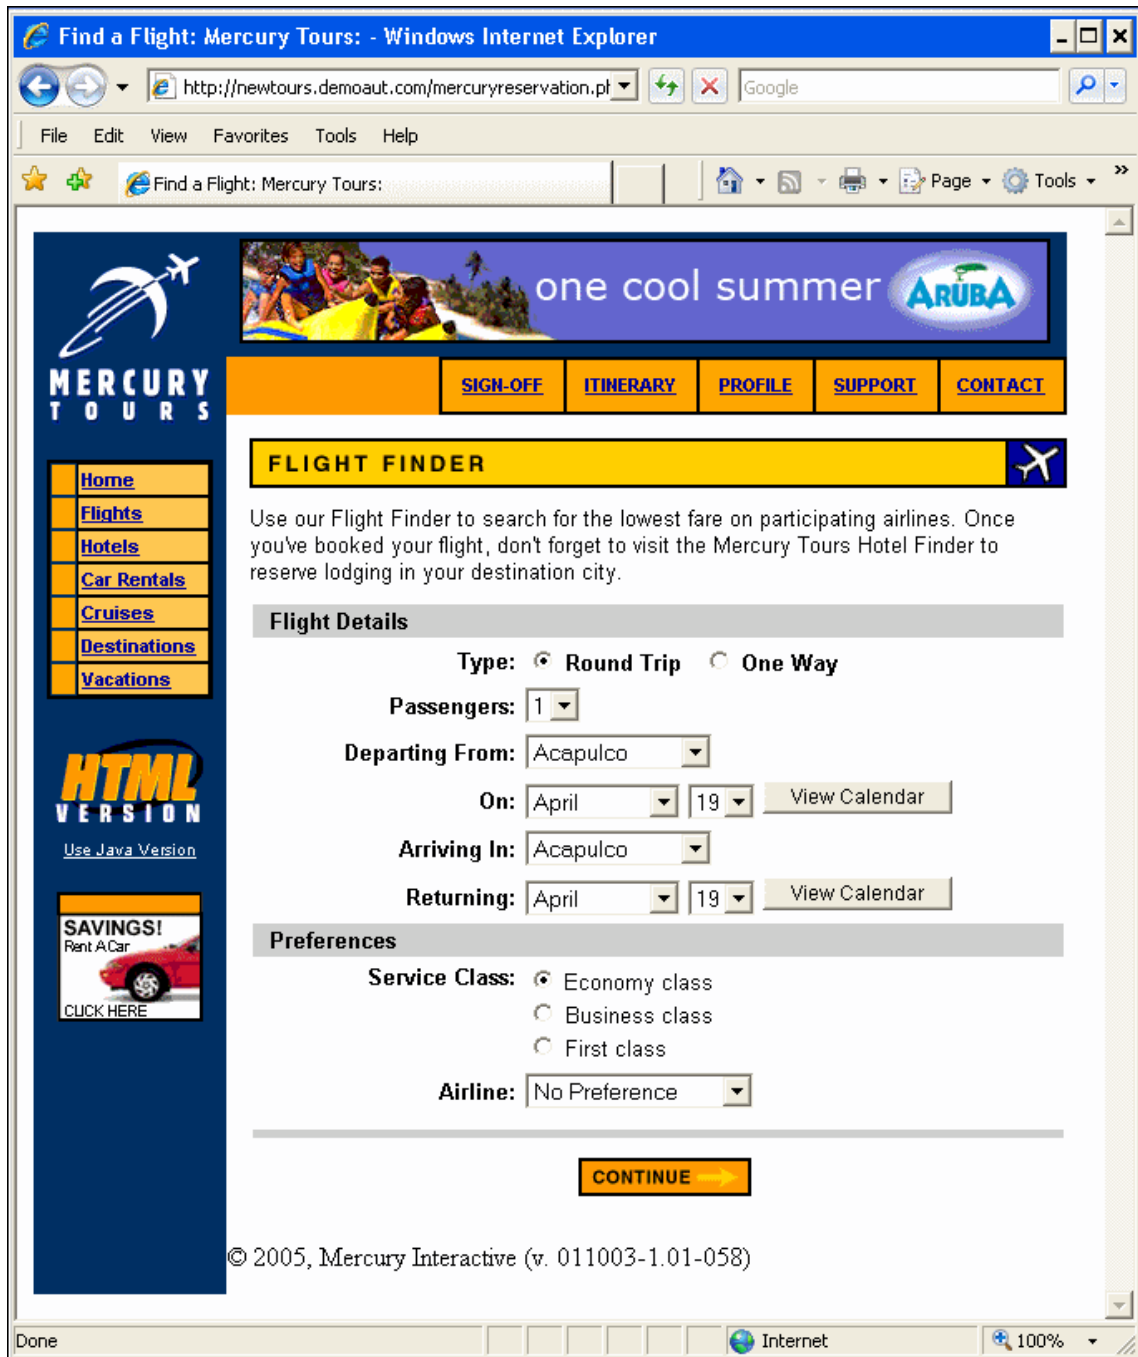 Find a Flight: Mercury Tours: - Windows Internet Explorer
http://newtours.demoaut.com/mercuryreservation.ph
Google
File Edit View Favorites Tools Help
Find a Flight: Mercury Tours:
Page Tools »
one cool summer ARUBA
MERCURY
TOURS
SIGN-OFF ITINERARY PROFILE SUPPORT CONTACT
FLIGHT FINDER
Home
Flights
Hotels
Car Rentals
Cruises
Destinations
Vacations
Use our Flight Finder to search for the lowest fare on participating airlines. Once
you've booked your flight, don't forget to visit the Mercury Tours Hotel Finder to
reserve lodging in your destination city.
Flight Details
Type: Round Trip One Way
Passengers: 1
Departing From: Acapulco
On: April 19 View Calendar
Arriving In: Acapulco
Returning: April 19 View Calendar
HTML
VERSION
Use Java Version
SAVINGS!
Rent A Car
CLICK HERE
Preferences
Service Class: Economy class
Business class
First class
Airline: No Preference
CONTINUE
© 2005, Mercury Interactive (v. 011003-1.01-058)
Done Internet 100%